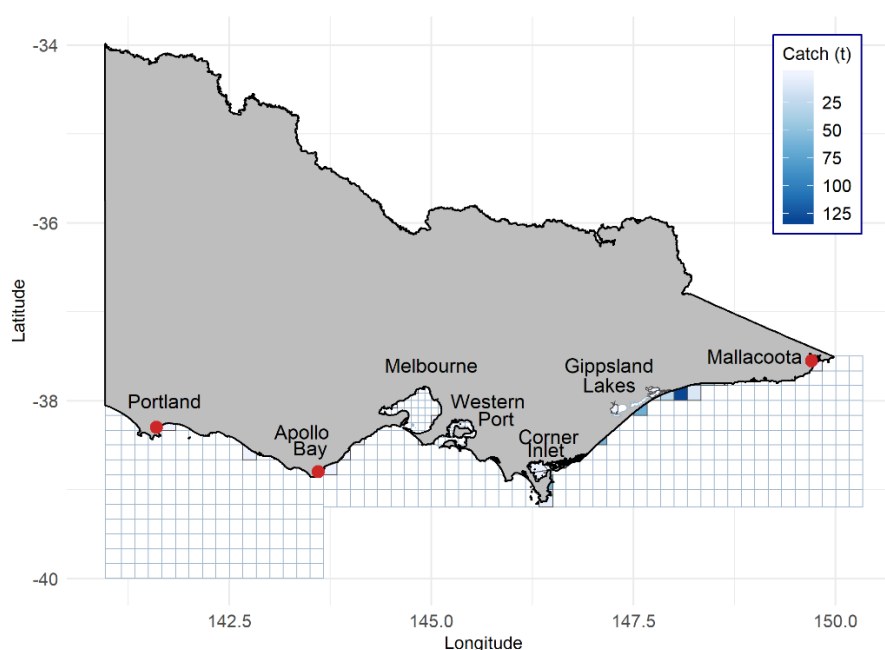 -34
Catch (t)
25
50
75
100
125
-36
Latitude
Melbourne
Gippsland
Lakes
Mallacoota
-38
Portland
Western
Port
Apollo
Bay
Corner
Inlet
-40
142.5
145.0
147.5
150.0
Longitude